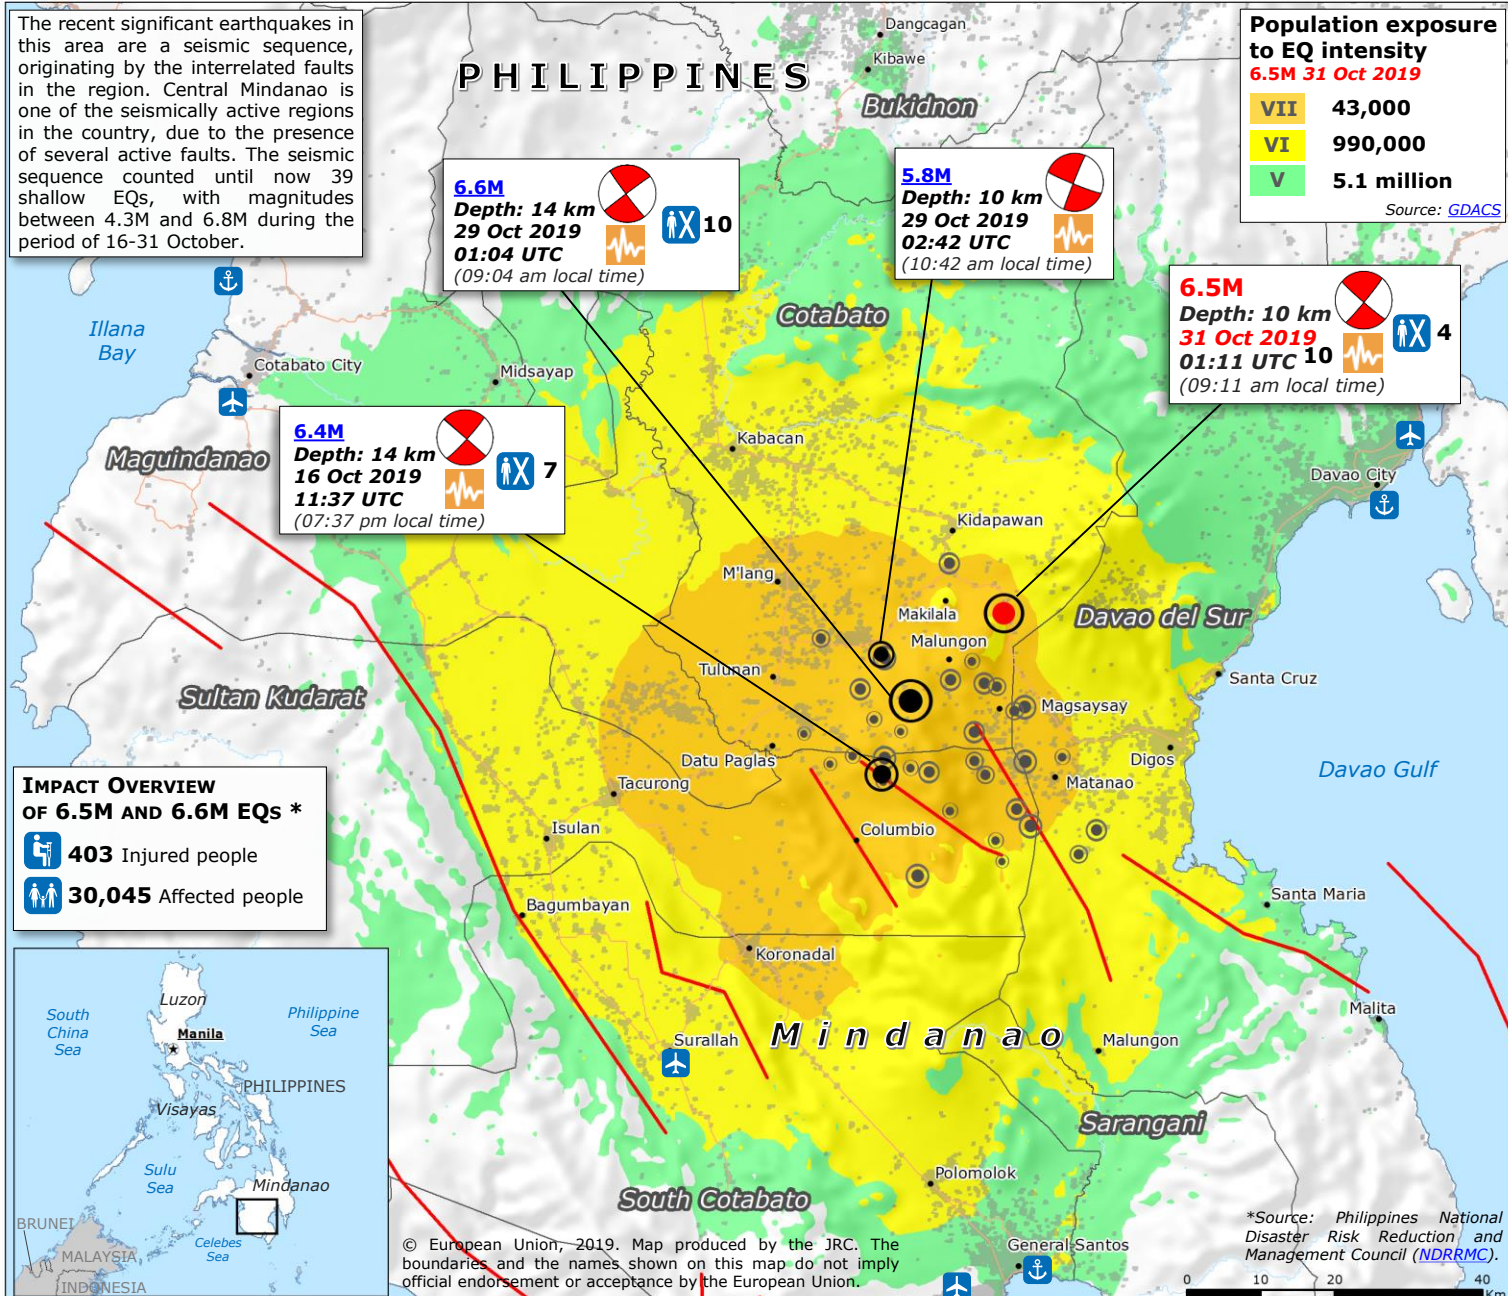 The recent significant earthquakes in
this area are a seismic sequence,
originating by the interrelated faults
in the region. Central Mindanao is
one of the seismically active regions
in the country, due to the presence
of several active faults. The seismic
sequence counted until now 39
shallow EQs, with magnitudes
between 4.3M and 6.8M during the
period of 16-31 October.
PHILIPPINES
Dangcagan
Kibawe
Bukidnon
Population exposure
to EQ intensity
6.5M 31 Oct 2019
VII 43,000
VI 990,000
V 5.1 million
Source: GDACS
6.6M
Depth: 14 km
29 Oct 2019
01:04 UTC
(09:04 am local time)
10
5.8M
Depth: 10 km
29 Oct 2019
02:42 UTC
(10:42 am local time)
6.5M
Depth: 10 km
31 Oct 2019
01:11 UTC 10
(09:11 am local time)
4
Illana
Bay
Cotabato
Cotabato City
Midsayap
6.4M
Depth: 14 km
16 Oct 2019
11:37 UTC
(07:37 pm local time)
7
Maguindanao
Kabacan
Davao City
Kidapawan
M'lang
Makilala
Davao del Sur
Malungon
Tulunan
Santa Cruz
Sultan Kudarat
Magsaysay
Datu Paglas
Digos
Davao Gulf
Tacurong
Matanao
IMPACT OVERVIEW
OF 6.5M AND 6.6M EQS *
403 Injured people
30,045 Affected people
Isulan
Columbio
Bagumbayan
Santa Maria
Koronadal
Malita
Surallah
Mindanao
Malungon
Sarangani
Polomolok
South Cotabato
General Santos
Luzon
South
China
Sea
Philippine
Sea
Manila
PHILIPPINES
Visayas
Sulu
Sea
Mindanao
BRUNEI
Celebes
Sea
MALAYSIA
INDONESIA
© European Union, 2019. Map produced by the JRC. The
boundaries and the names shown on this map do not imply
official endorsement or acceptance by the European Union.
*Source: Philippines National
Disaster Risk Reduction and
Management Council (NDRRMC).
0 10 20 40
Km